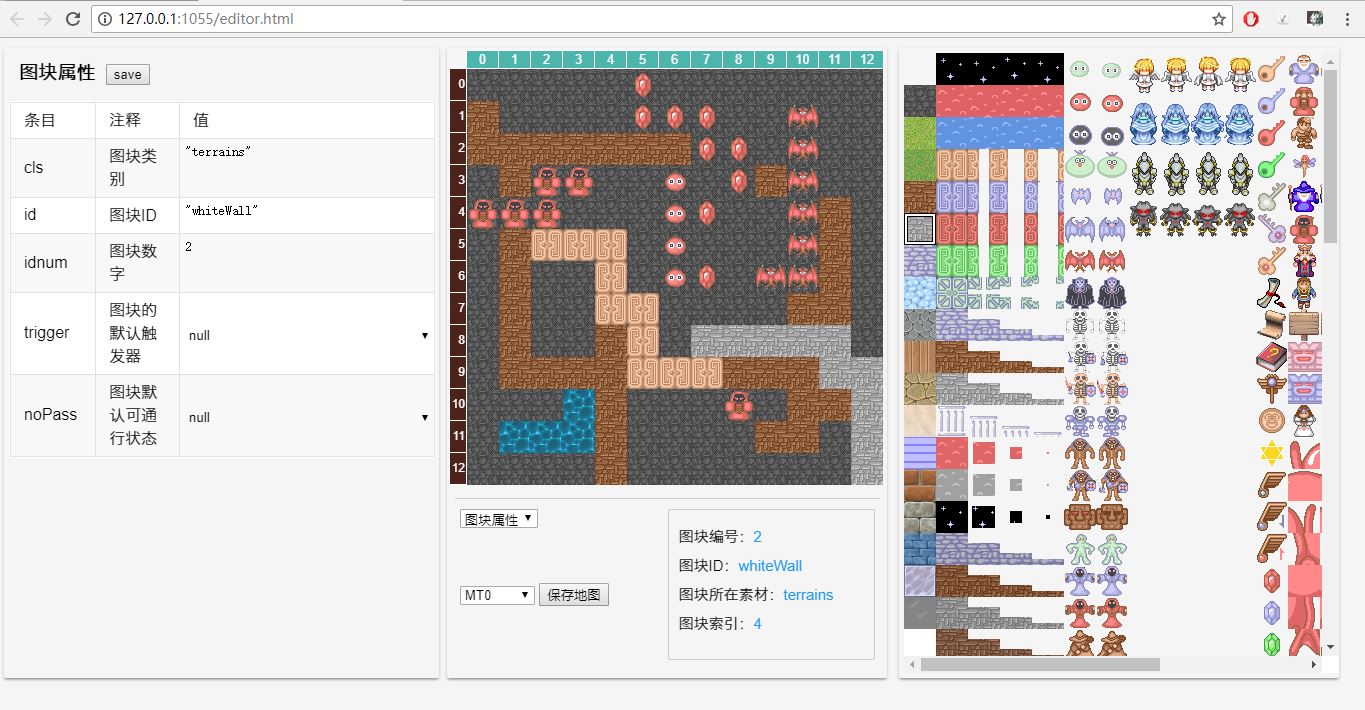 127.0.0.1:1055/editor.html
图块属性 save
条目 注释 值
cls 图块类别 "terrains"
id 图块ID "whiteWall"
idnum 图块数字 2
trigger 图块的默认触发器 null
noPass 图块默认可通行状态 null
0 1 2 3 4 5 6 7 8 9 10 11 12
0
1
2
3
4
5
6
7
8
9
10
11
12
图块属性
MT0 保存地图
图块编号：2
图块ID：whiteWall
图块所在素材：terrains
图块索引：4